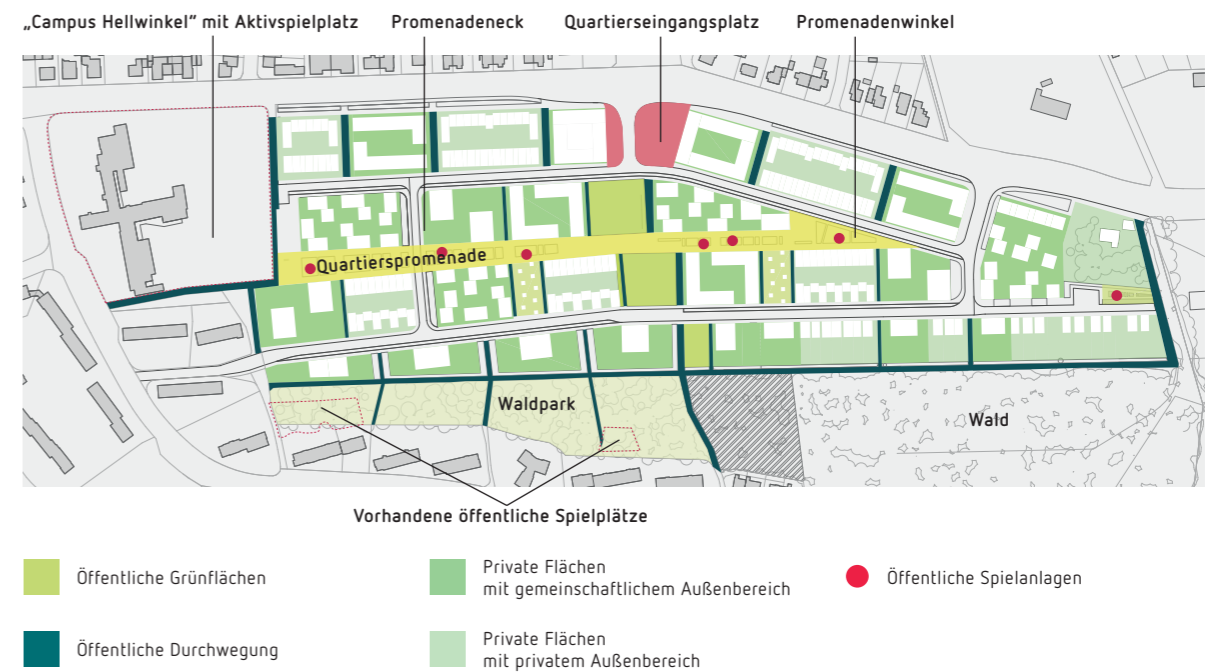 „Campus Hellwinkel“ mit Aktivspielplatz
Promenadeneck
Quartierseingangsplatz
Promenadenwinkel
Quartierspromenade
Waldpark
Wald
Vorhandene öffentliche Spielplätze
Öffentliche Grünflächen
Öffentliche Durchwegung
Private Flächen
mit gemeinschaftlichem Außenbereich
Private Flächen
mit privatem Außenbereich
Öffentliche Spielanlagen